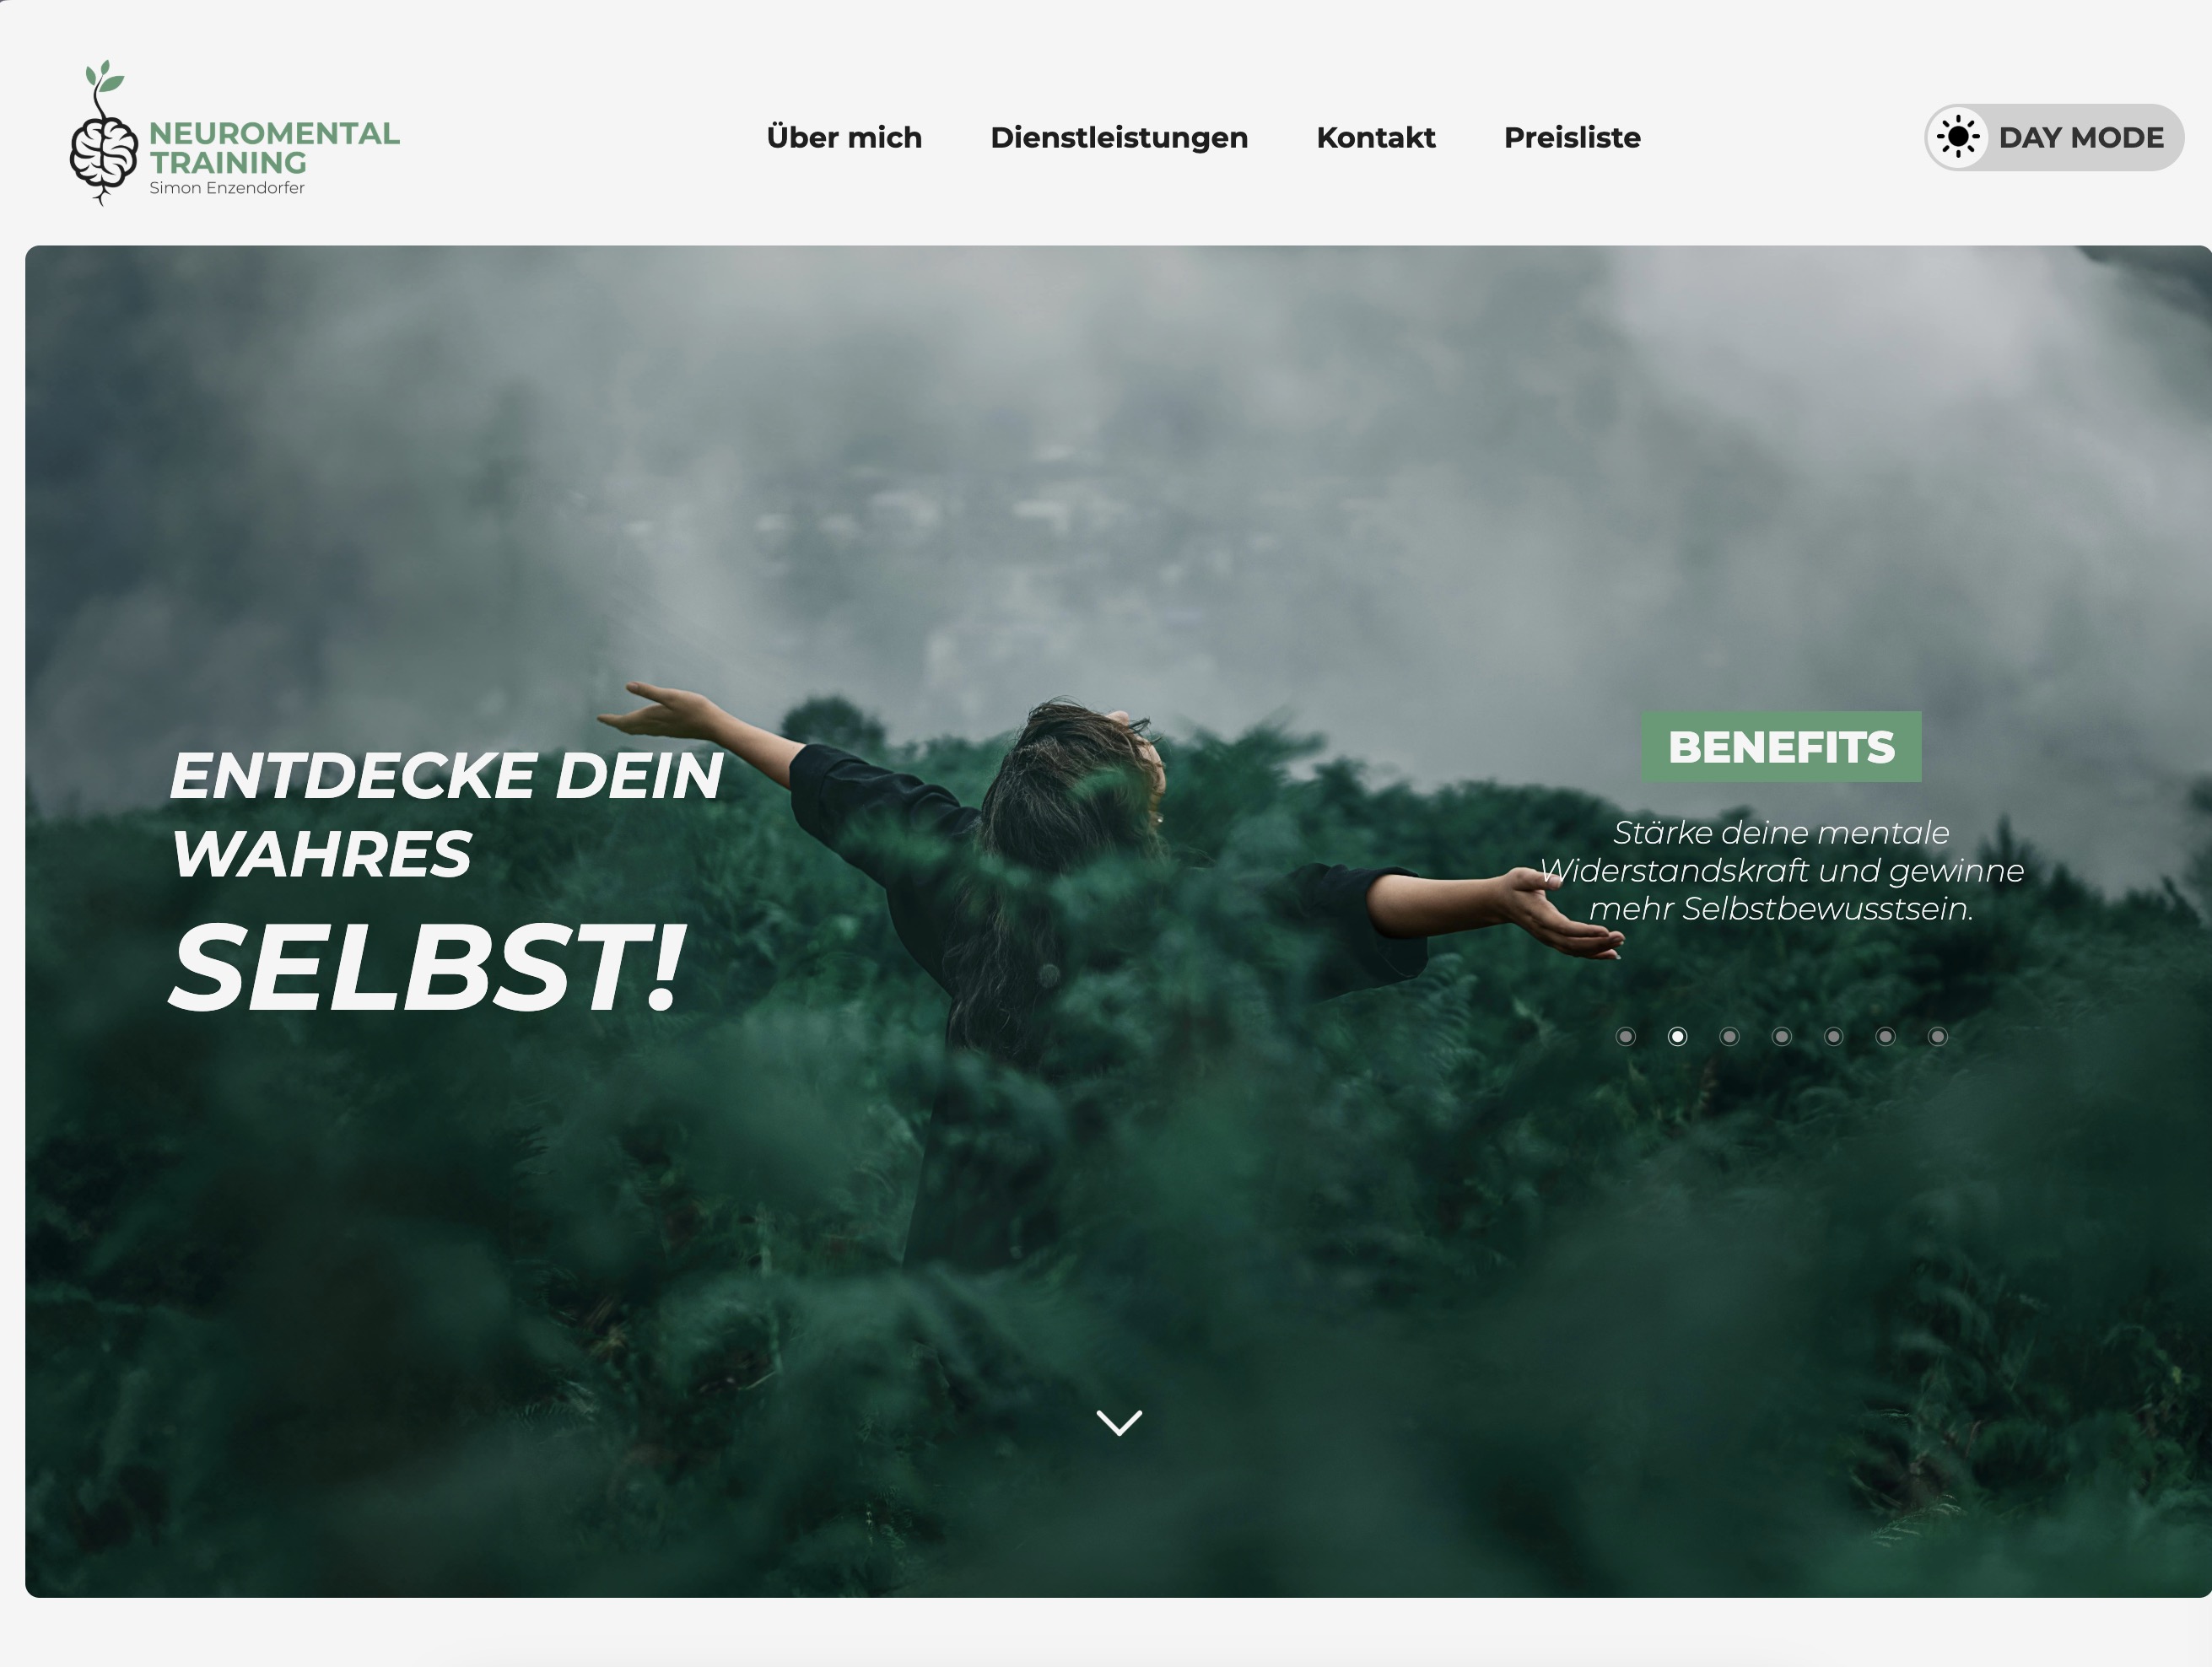 NEUROMENTAL
TRAINING
Simon Enzendorfer
Über mich
Dienstleistungen
Kontakt
Preisliste
DAY MODE
ENTDECKE DEIN
WAHRES
SELBST!
BENEFITS
Stärke deine mentale
Widerstandskraft und gewinne
mehr Selbstbewusstsein.